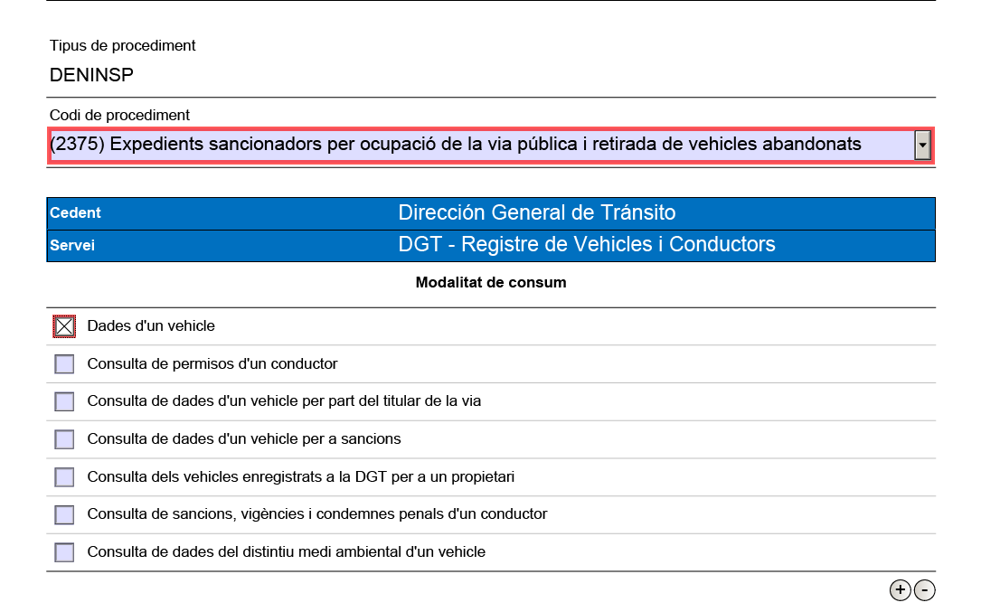 Tipus de procediment
DENINSP
Codi de procediment
(2375) Expedients sancionadors per ocupació de la via pública i retirada de vehicles abandonats
Cedent Dirección General de Tránsito
Servei DGT - Registre de Vehicles i Conductors
Modalitat de consum
Dades d'un vehicle
Consulta de permisos d'un conductor
Consulta de dades d'un vehicle per part del titular de la via
Consulta de dades d'un vehicle per a sancions
Consulta dels vehicles enregistrats a la DGT per a un propietari
Consulta de sancions, vigències i condemnes penals d'un conductor
Consulta de dades del distintiu medi ambiental d'un vehicle
+ -